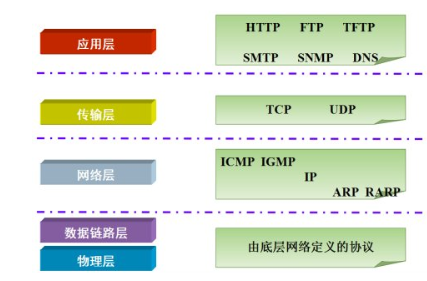 应用层
HTTP FTP TFTP
SMTP SNMP DNS
传输层
TCP UDP
网络层
ICMP IGMP
IP
ARP RARP
数据链路层
物理层
由底层网络定义的协议